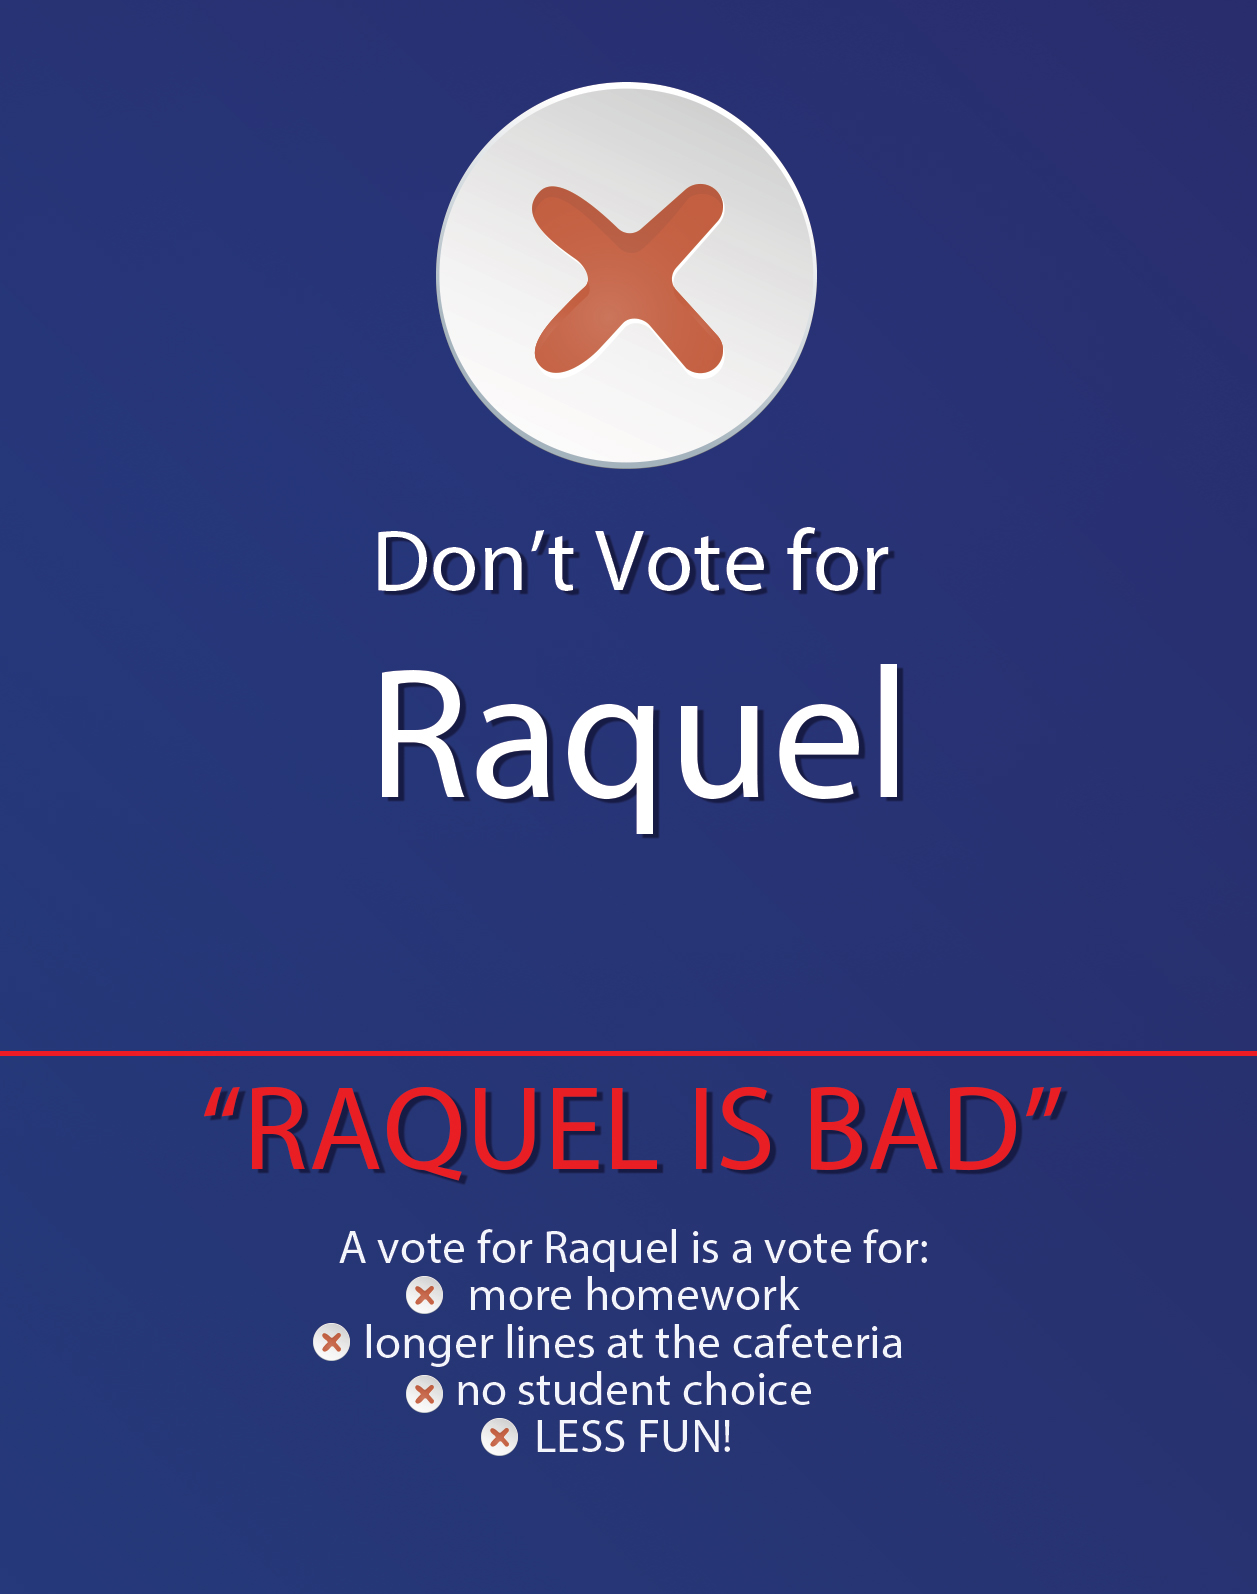 Don’t Vote for
Raquel
“RAQUEL IS BAD”
A vote for Raquel is a vote for:
more homework
longer lines at the cafeteria
no student choice
LESS FUN!